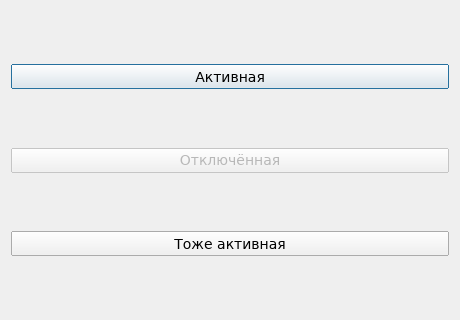 Активная
Отключённая
Тоже активная